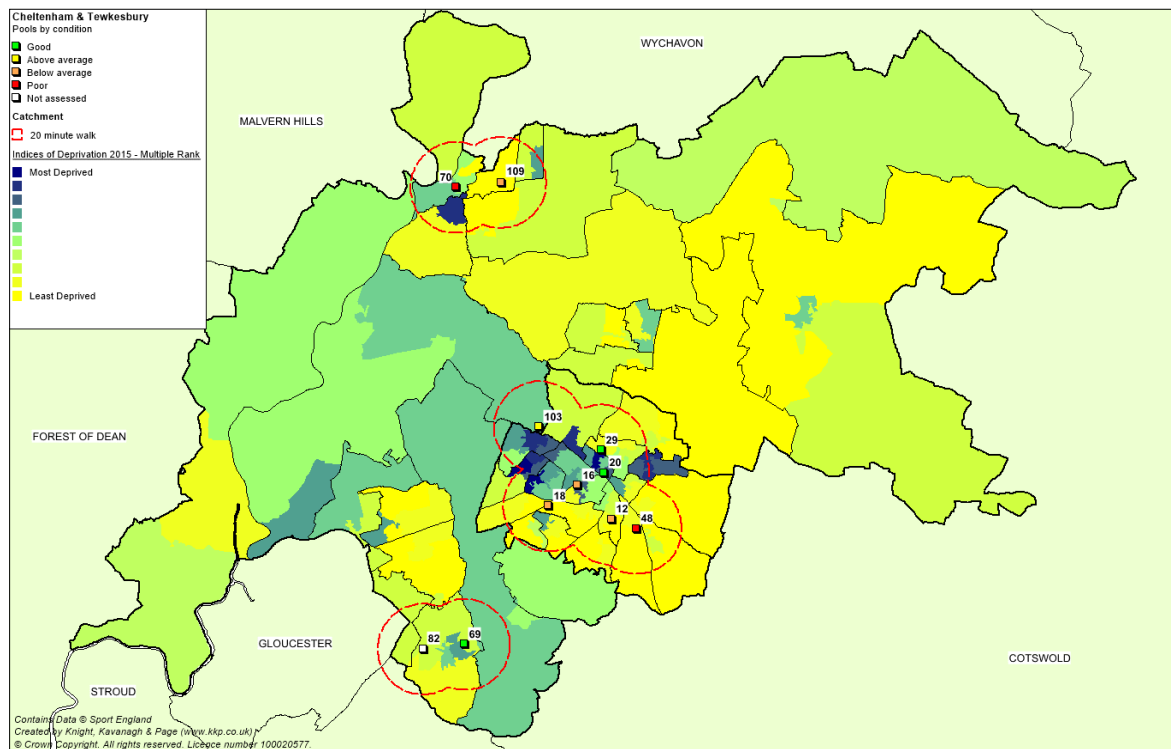 Cheltenham & Tewkesbury
Pools by condition
Good
Above average
Below average
Poor
Not assessed
Catchment
20 minute walk
Indices of Deprivation 2015 - Multiple Rank
Most Deprived
Least Deprived
WYCHAVON
MALVERN HILLS
70
109
FOREST OF DEAN
103
29
20
16
18
12
48
82
69
GLOUCESTER
COTSWOLD
STROUD
Contains Data © Sport England
Created by Knight, Kavanagh & Page (www.kkp.co.uk)
© Crown Copyright. All rights reserved. Licence number 100020577.